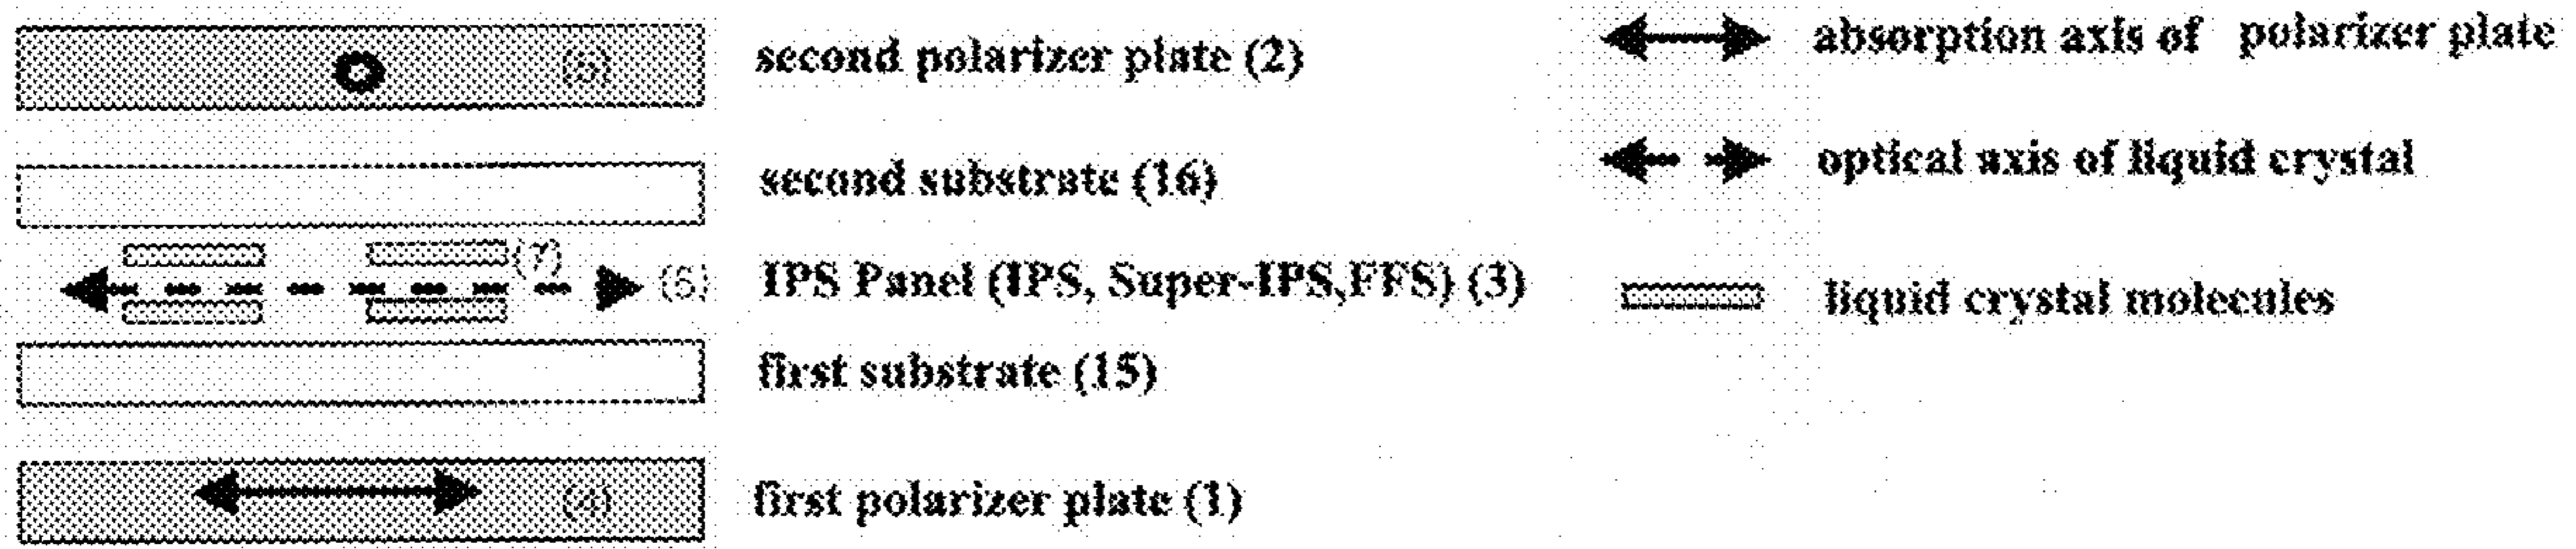 (5) second polarizer plate (2)
second substrate (16)
(7)
(6) IPS Panel (IPS, Super-IPS,FFS) (3)
first substrate (15)
(4) first polarizer plate (1)
absorption axis of polarizer plate
optical axis of liquid crystal
liquid crystal molecules